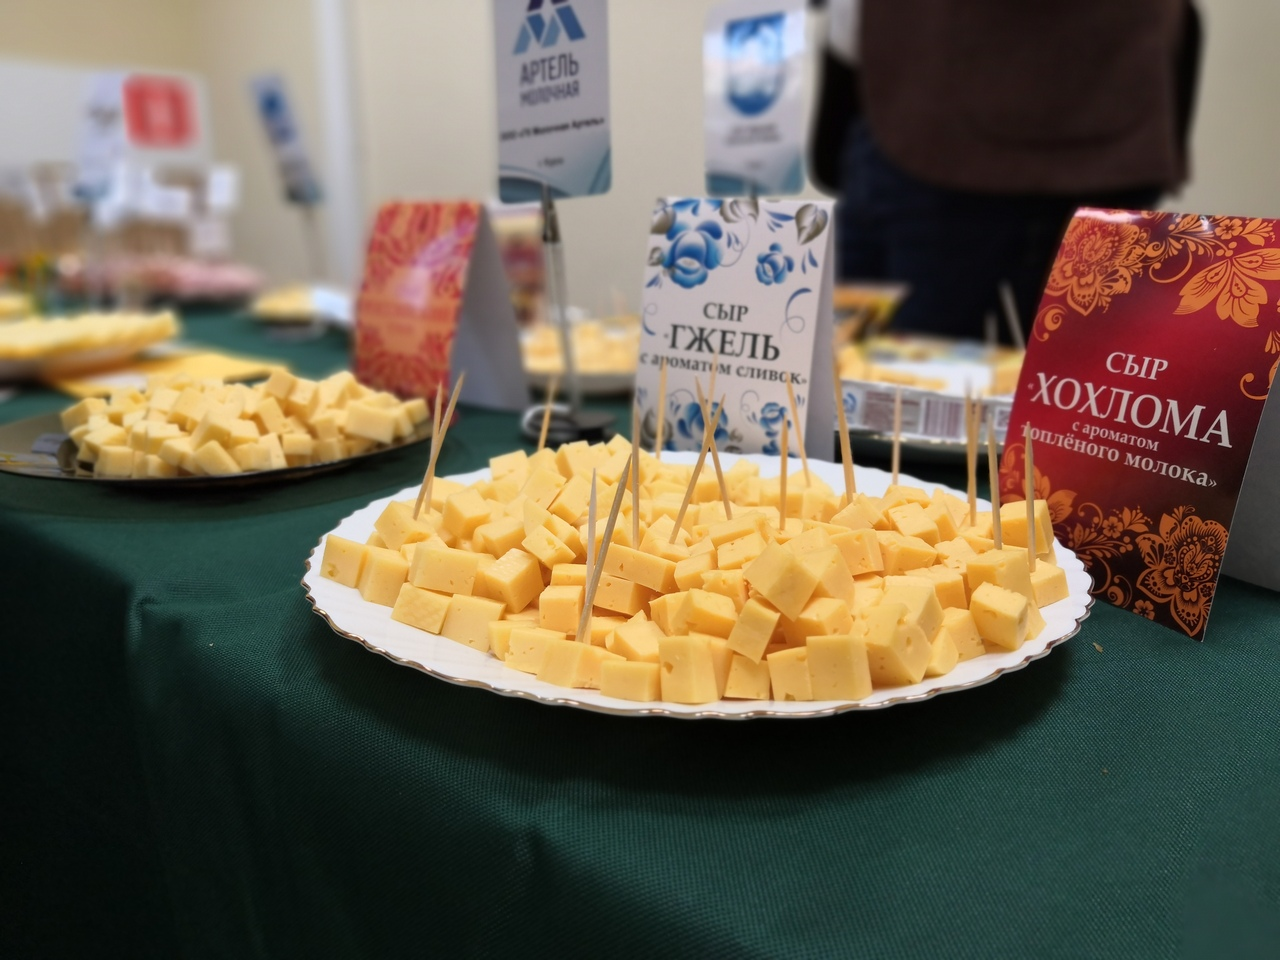 АРТЕЛЬ
МОЛОЧНАЯ
СЫР
«ГЖЕЛЬ
с ароматом сливок»
СЫР
«ХОХЛОМА
с ароматом
топлёного молока»